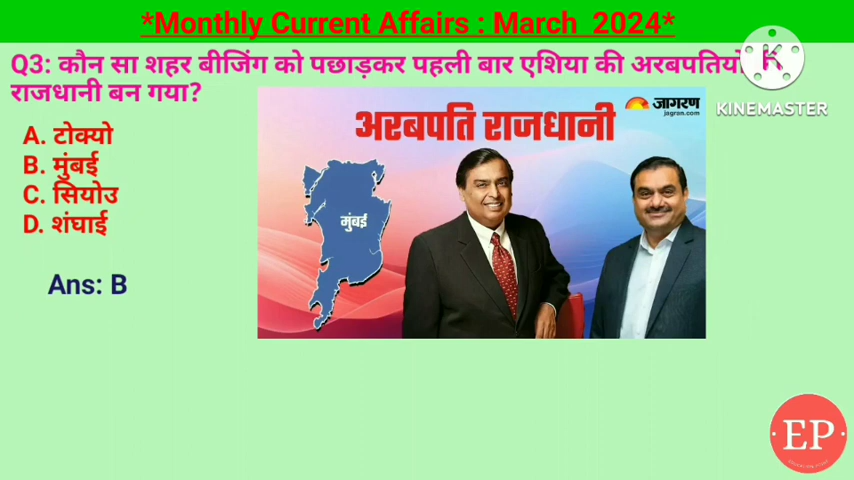 *Monthly Current Affairs : March 2024*
Q3: कौन सा शहर बीजिंग को पछाड़कर पहली बार एशिया की अरबपतियों
राजधानी बन गया?
K
KINEMASTER
जागरण
jagran.com
अरबपति राजधानी
A. टोक्यो
B. मुंबई
C. सियोउ
D. शंघाई
मुंबई
Ans: B
·EP·